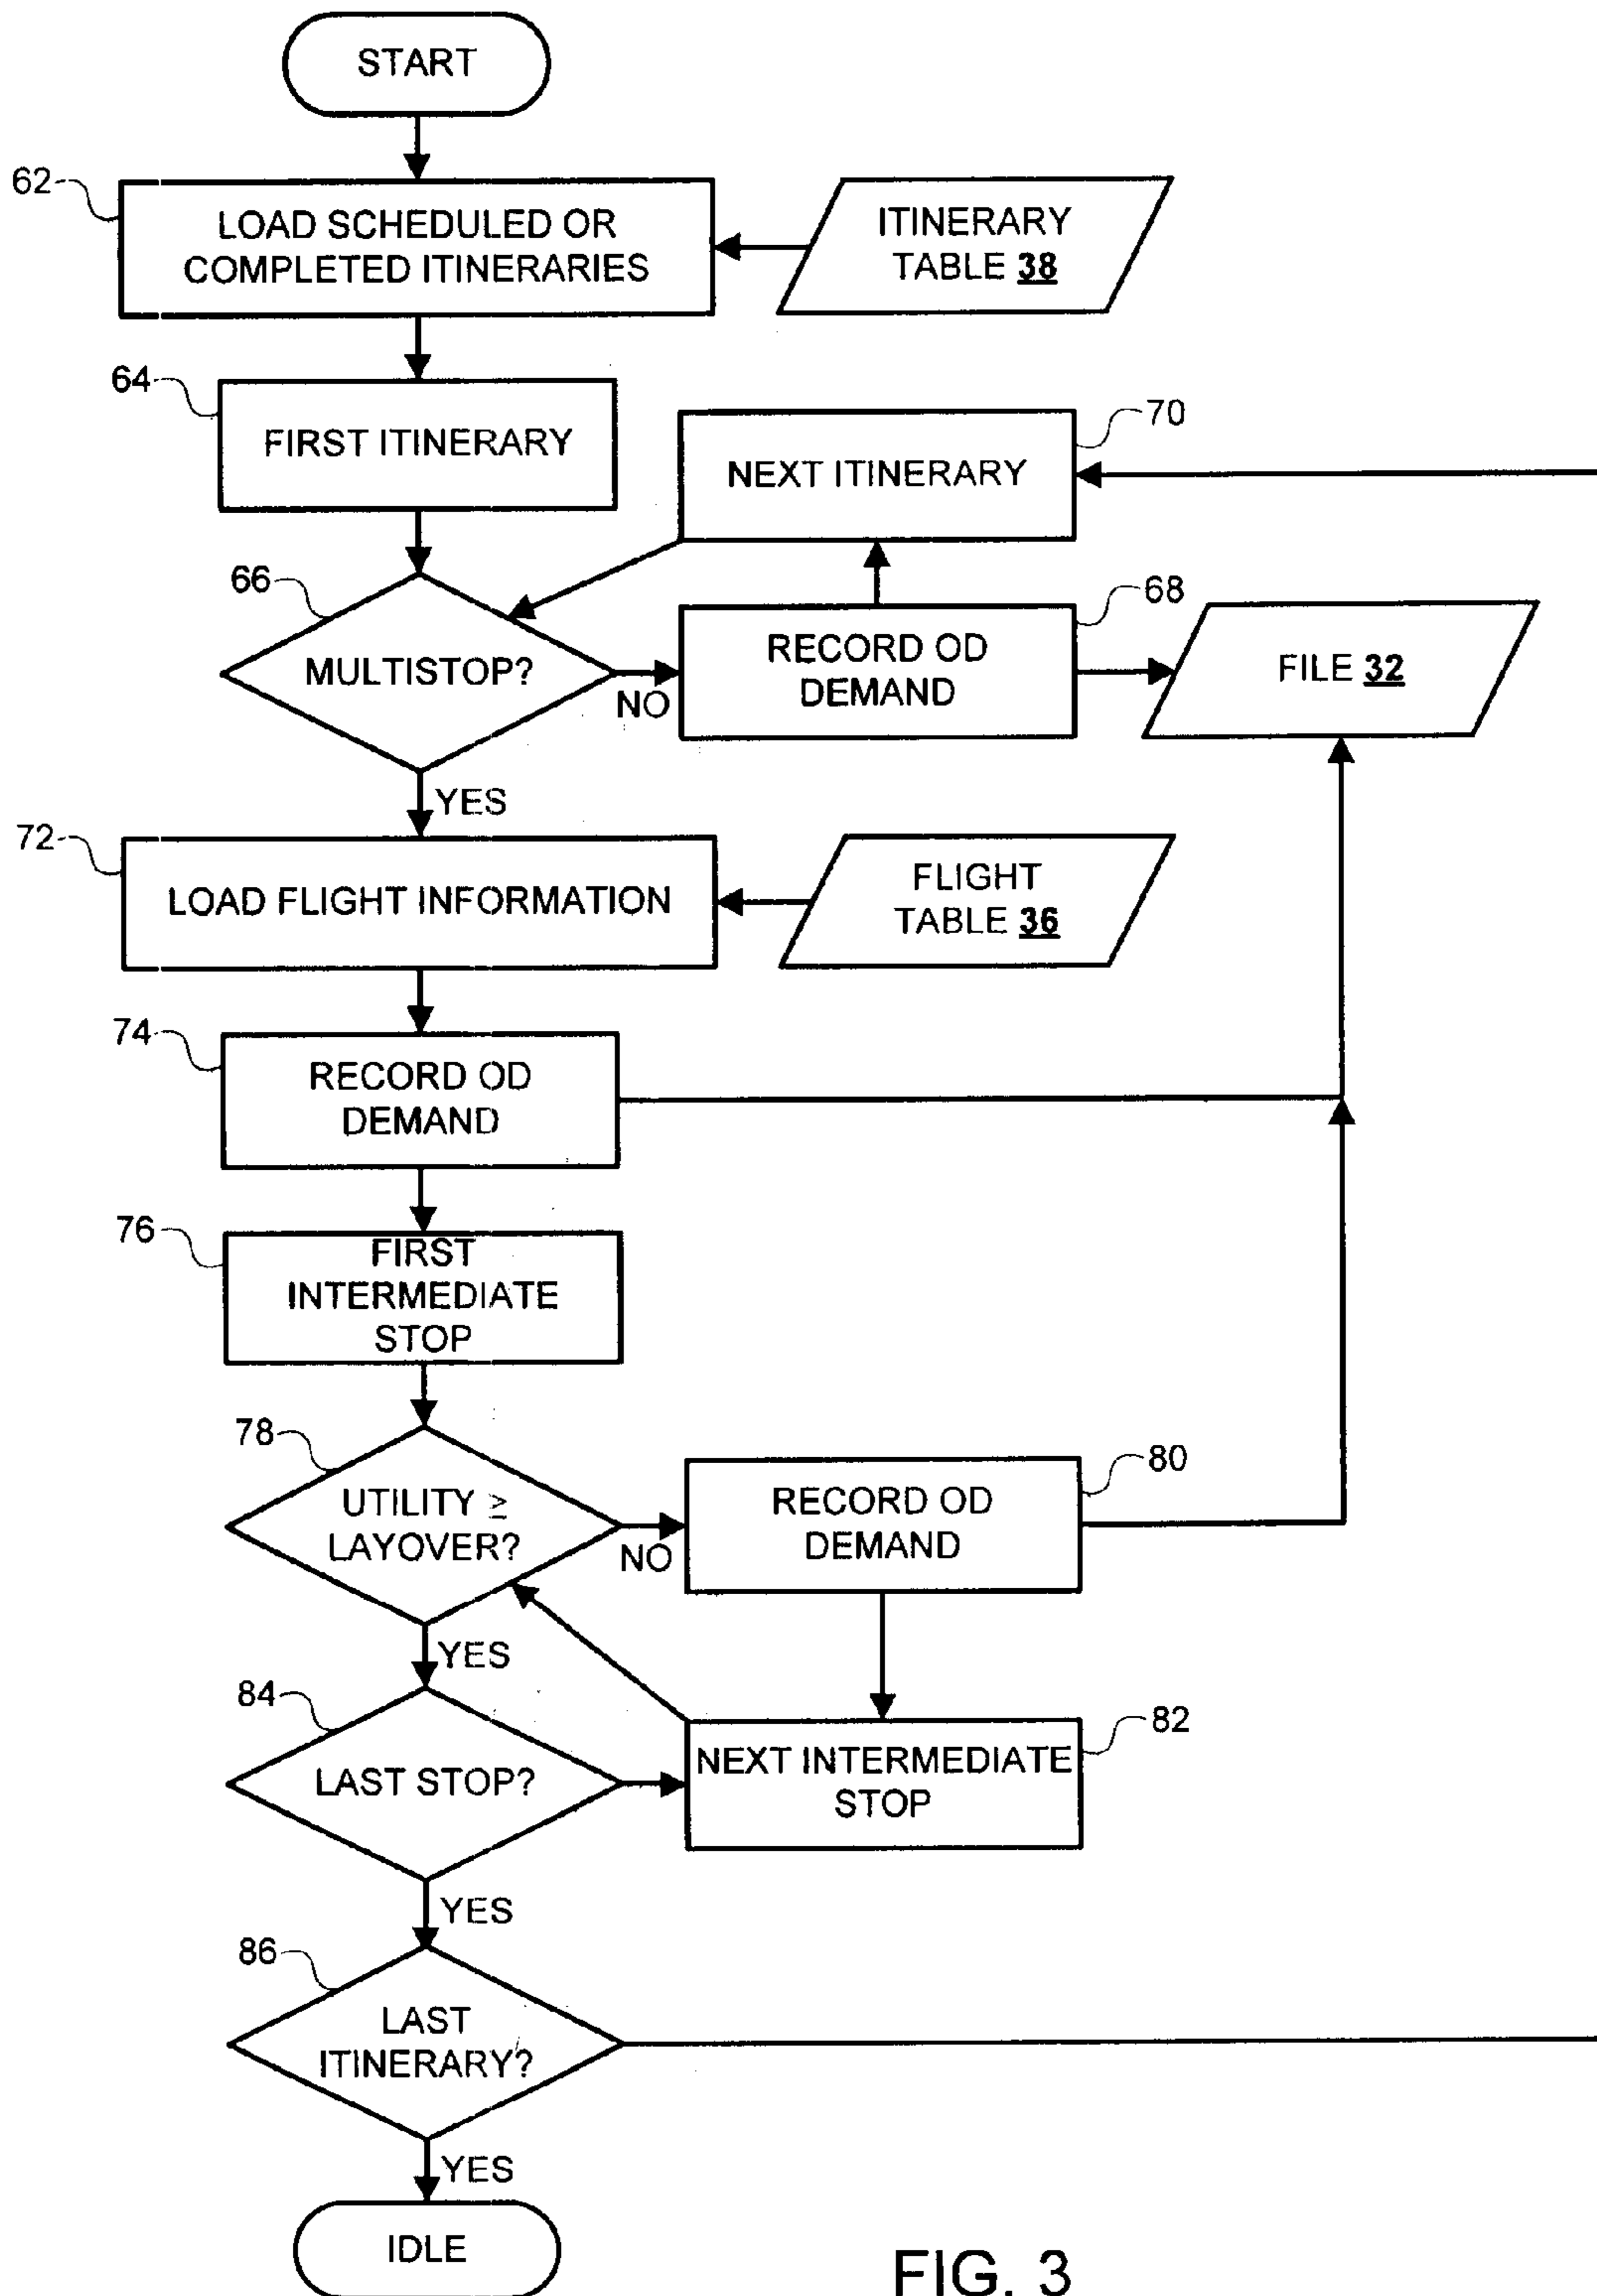 START
62
LOAD SCHEDULED OR
COMPLETED ITINERARIES
ITINERARY
TABLE 38
64
FIRST ITINERARY
70
NEXT ITINERARY
66
MULTISTOP?
NO
68
RECORD OD
DEMAND
FILE 32
YES
72
LOAD FLIGHT INFORMATION
FLIGHT
TABLE 36
74
RECORD OD
DEMAND
76
FIRST
INTERMEDIATE
STOP
78
UTILITY ≥
LAYOVER?
NO
80
RECORD OD
DEMAND
YES
84
LAST STOP?
82
NEXT INTERMEDIATE
STOP
YES
86
LAST
ITINERARY?
YES
IDLE
FIG. 3